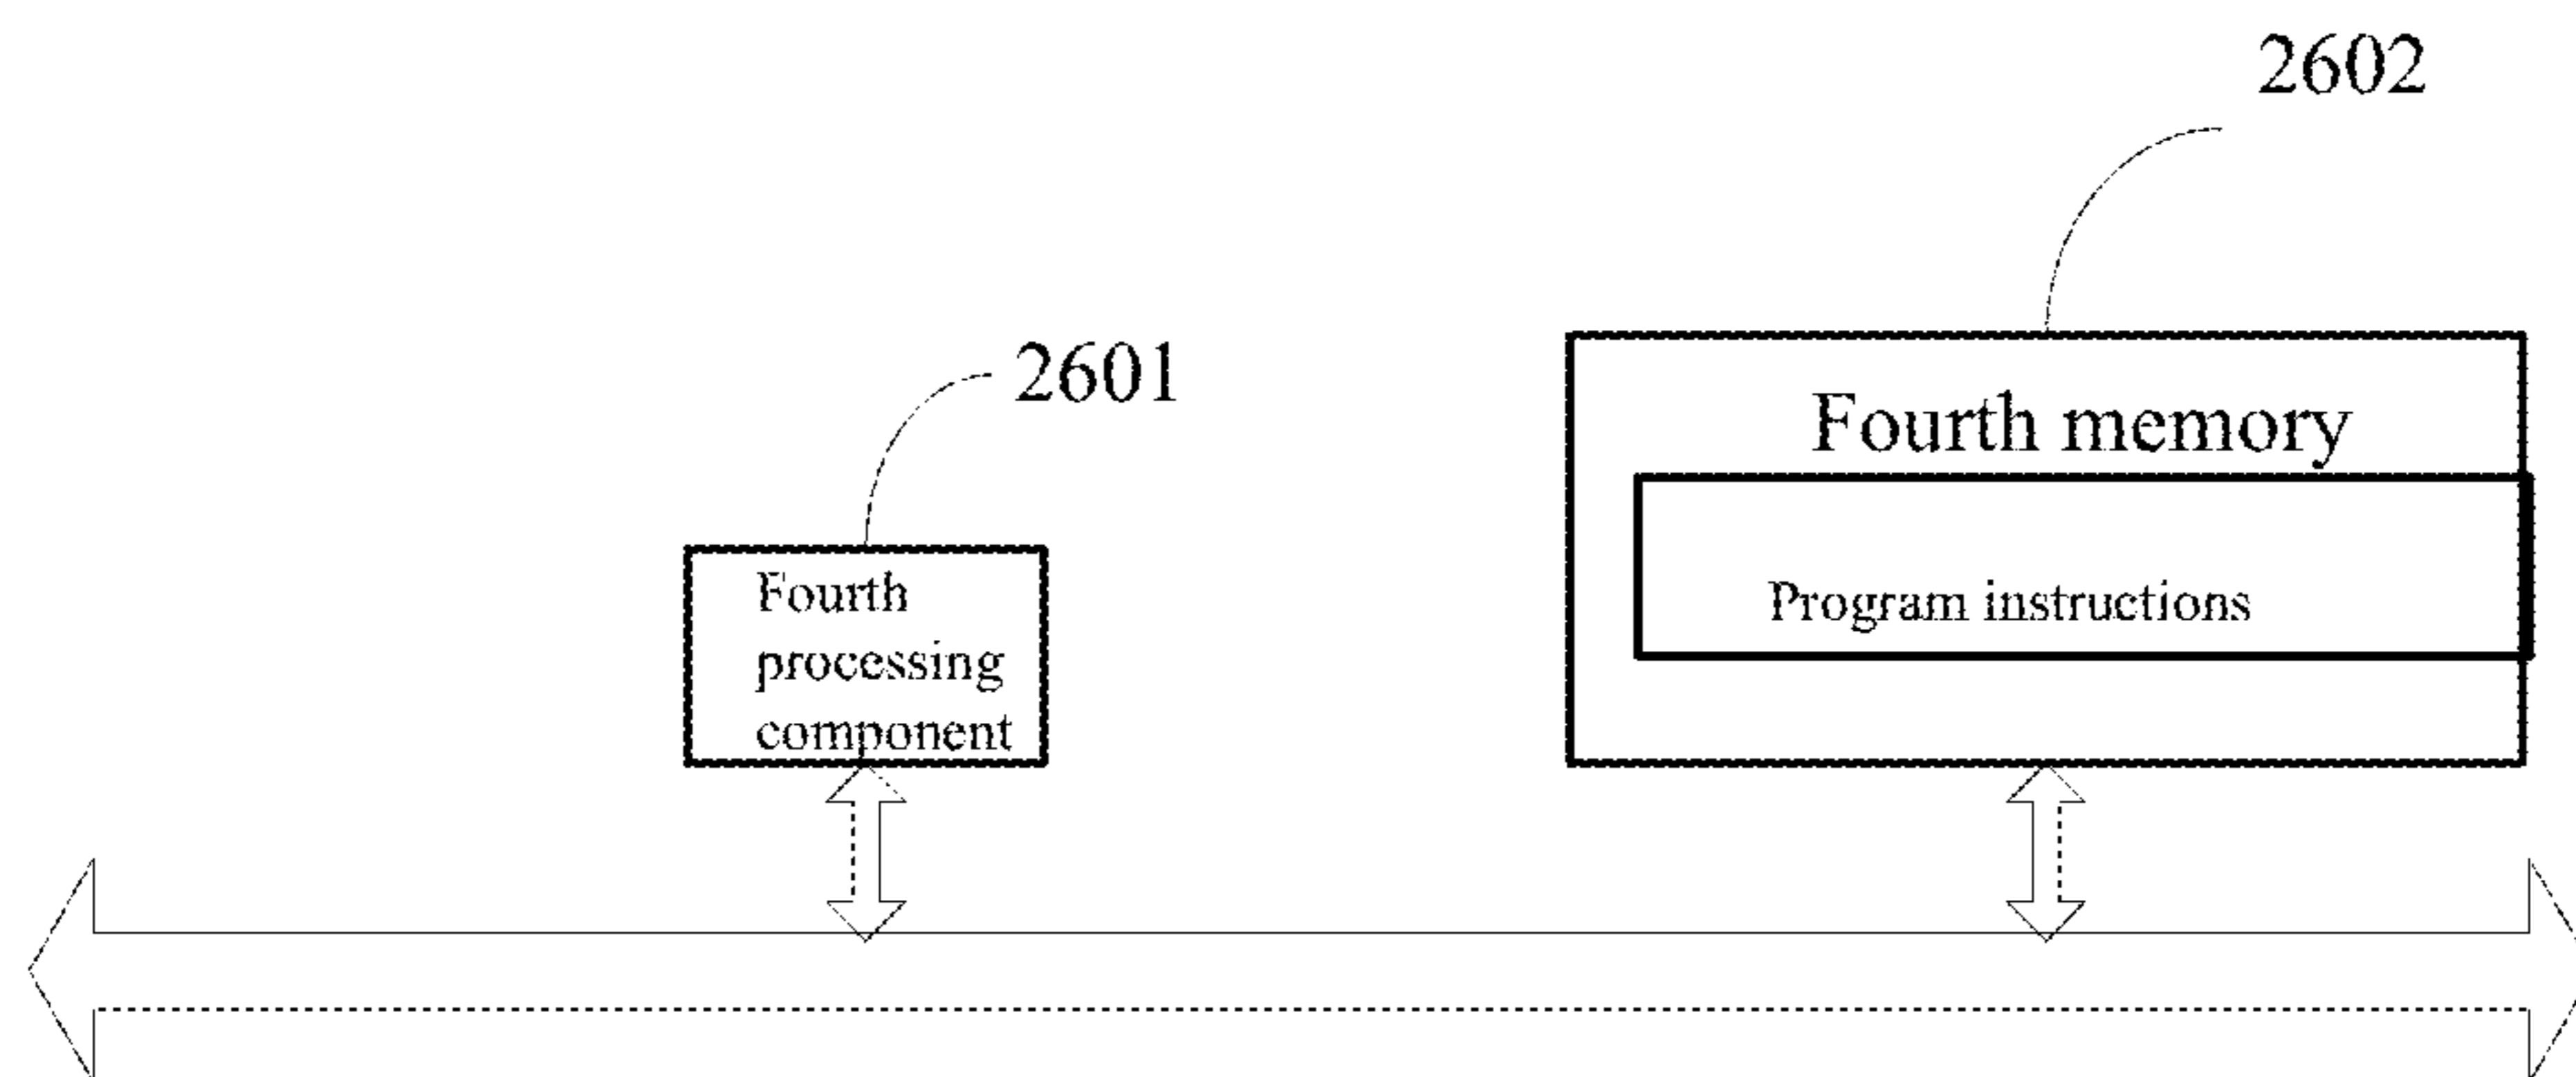 2602
2601
Fourth memory
Fourth
processing
component
Program instructions